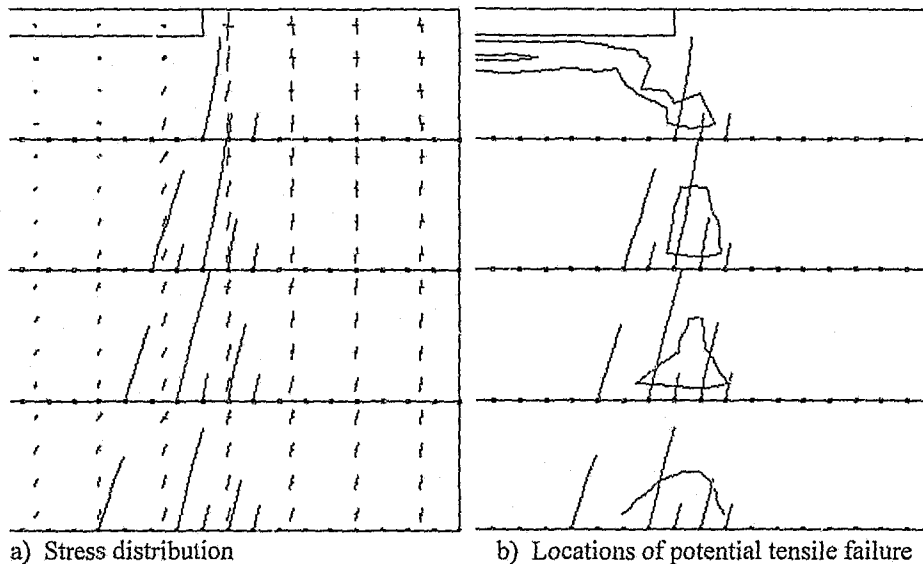 a) Stress distribution
b) Locations of potential tensile failure